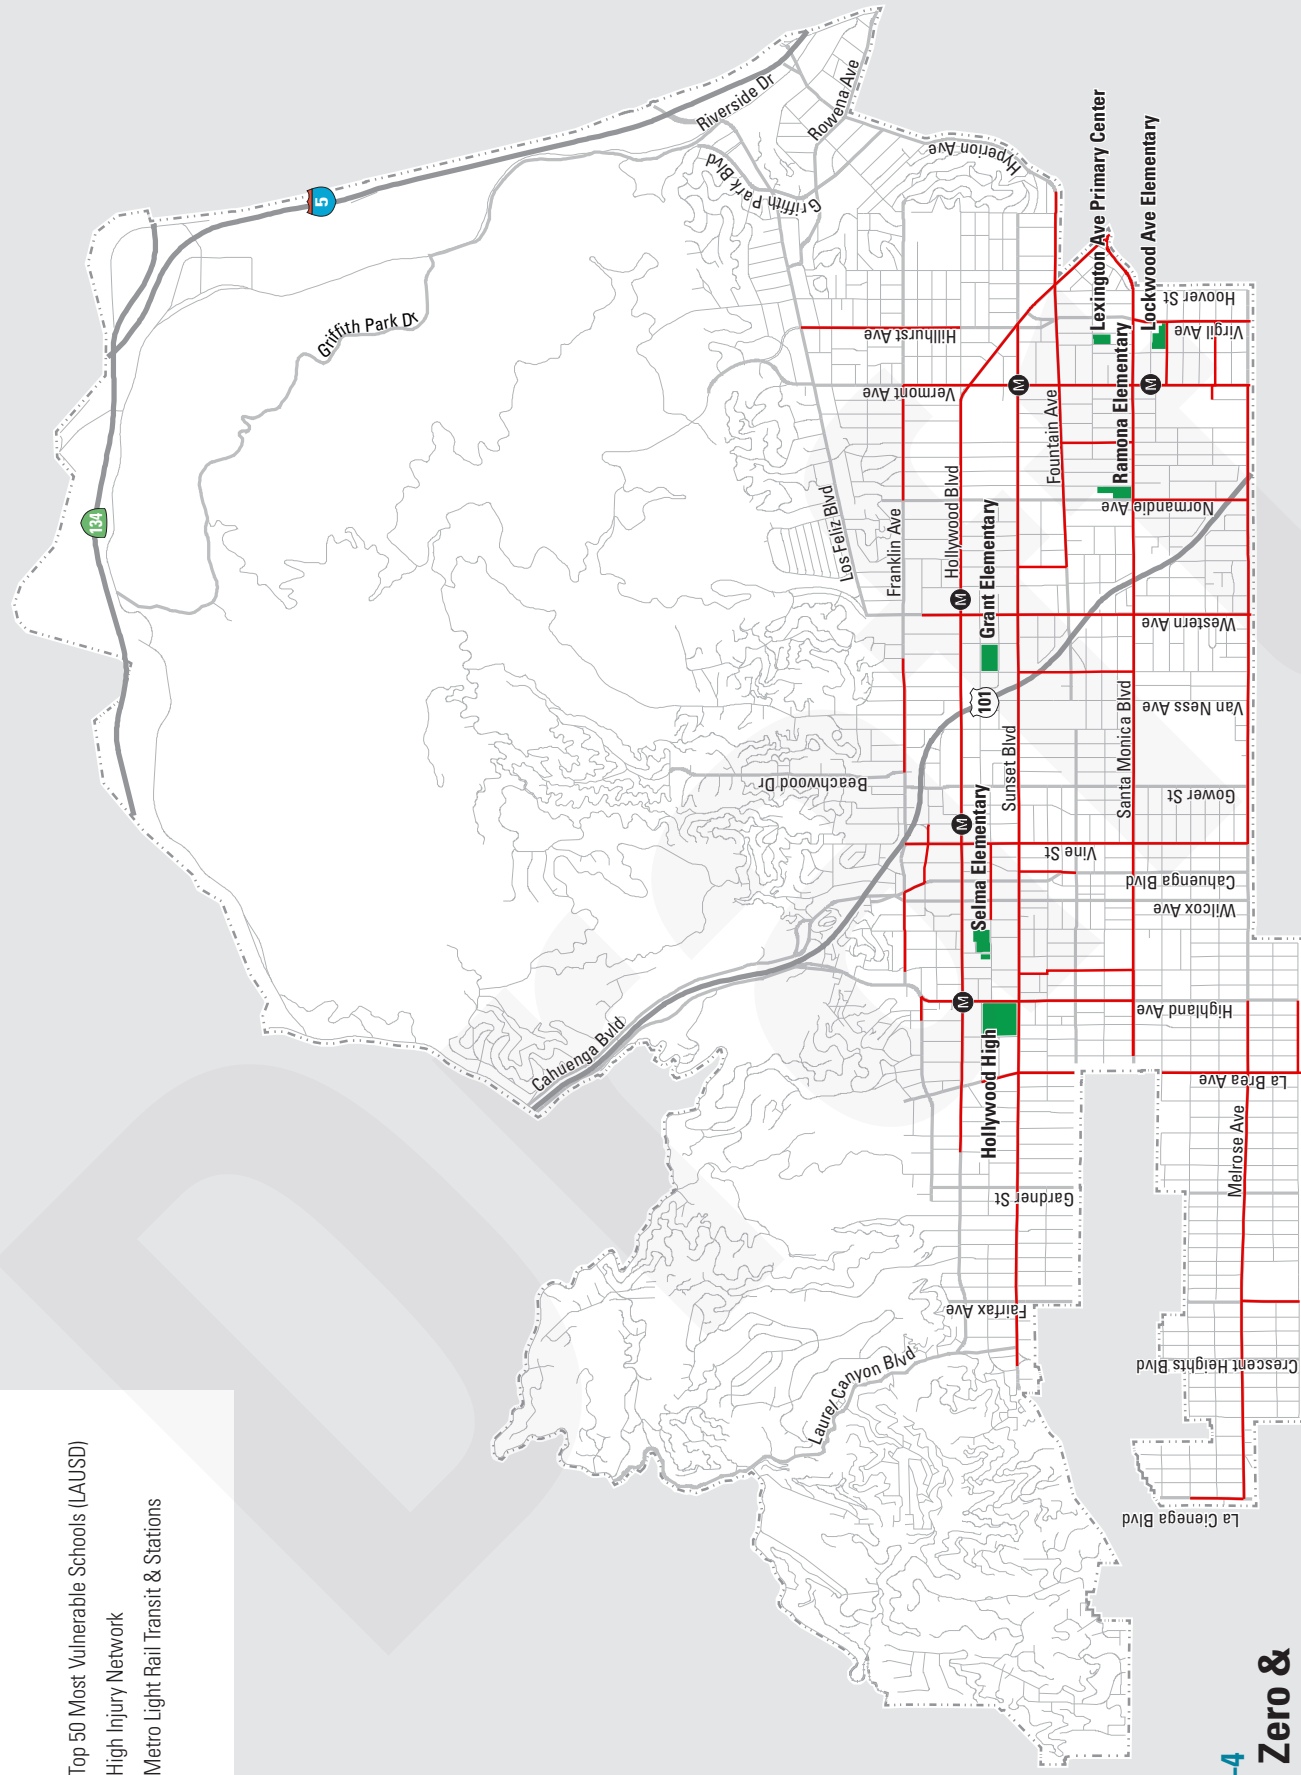 Top 50 Most Vulnerable Schools (LAUSD)
High Injury Network
Metro Light Rail Transit & Stations
–4
Zero &
134
5
101
Griffith Park Dr
Riverside Dr
Rowena Ave
Griffith Park Blvd
Hyperion Ave
Los Feliz Blvd
Hillhurst Ave
Vermont Ave
Franklin Ave
Hollywood Blvd
Fountain Ave
Lexington Ave Primary Center
Lockwood Ave Elementary
Ramona Elementary
Grant Elementary
Selma Elementary
Hollywood High
Hoover St
Virgil Ave
Normandie Ave
Western Ave
Van Ness Ave
Santa Monica Blvd
Sunset Blvd
Gower St
Beachwood Dr
Vine St
Cahuenga Blvd
Wilcox Ave
Highland Ave
La Brea Ave
Melrose Ave
Cahuenga Bvld
Gardner St
Fairfax Ave
Laurel Canyon Blvd
Crescent Heights Blvd
La Cienega Blvd
M
M
M
M
M
DRAFT